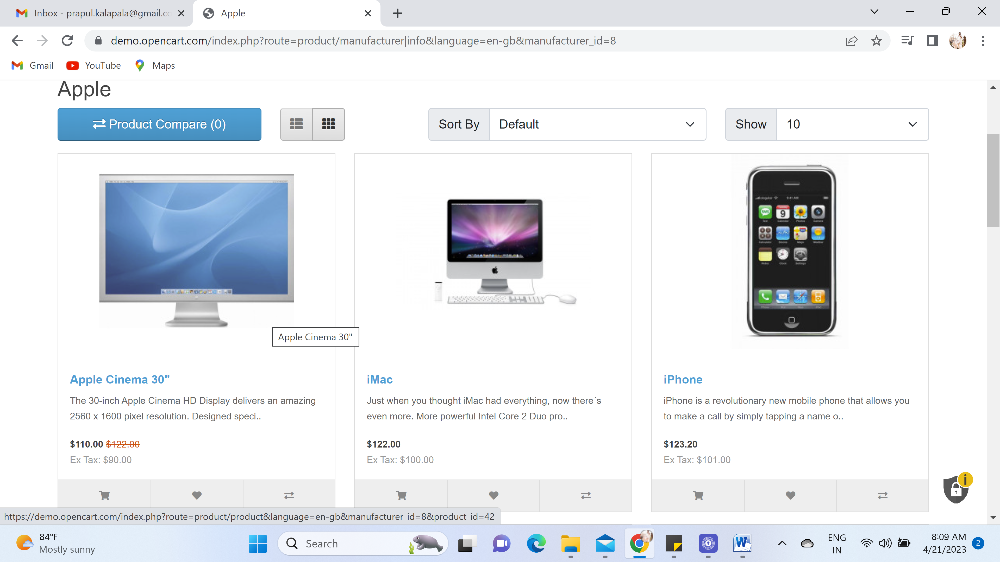 Inbox - prapul.kalapala@gmail.cc
Apple
demo.opencart.com/index.php?route=product/manufacturer|info&language=en-gb&manufacturer_id=8
Gmail
YouTube
Maps
Apple
Product Compare (0)
Sort By
Default
Show
10
cingular
9:41 AM
SMS
9
Apple Cinema 30"
Apple Cinema 30"
The 30-inch Apple Cinema HD Display delivers an amazing
2560 x 1600 pixel resolution. Designed speci..
$110.00 $122.00
Ex Tax: $90.00
iMac
Just when you thought iMac had everything, now there´s
even more. More powerful Intel Core 2 Duo pro..
$122.00
Ex Tax: $100.00
iPhone
iPhone is a revolutionary new mobile phone that allows you
to make a call by simply tapping a name o..
$123.20
Ex Tax: $101.00
https://demo.opencart.com/index.php?route=product/product&language=en-gb&manufacturer_id=8&product_id=42
84°F
Mostly sunny
Search
ENG
IN
8:09 AM
4/21/2023
2